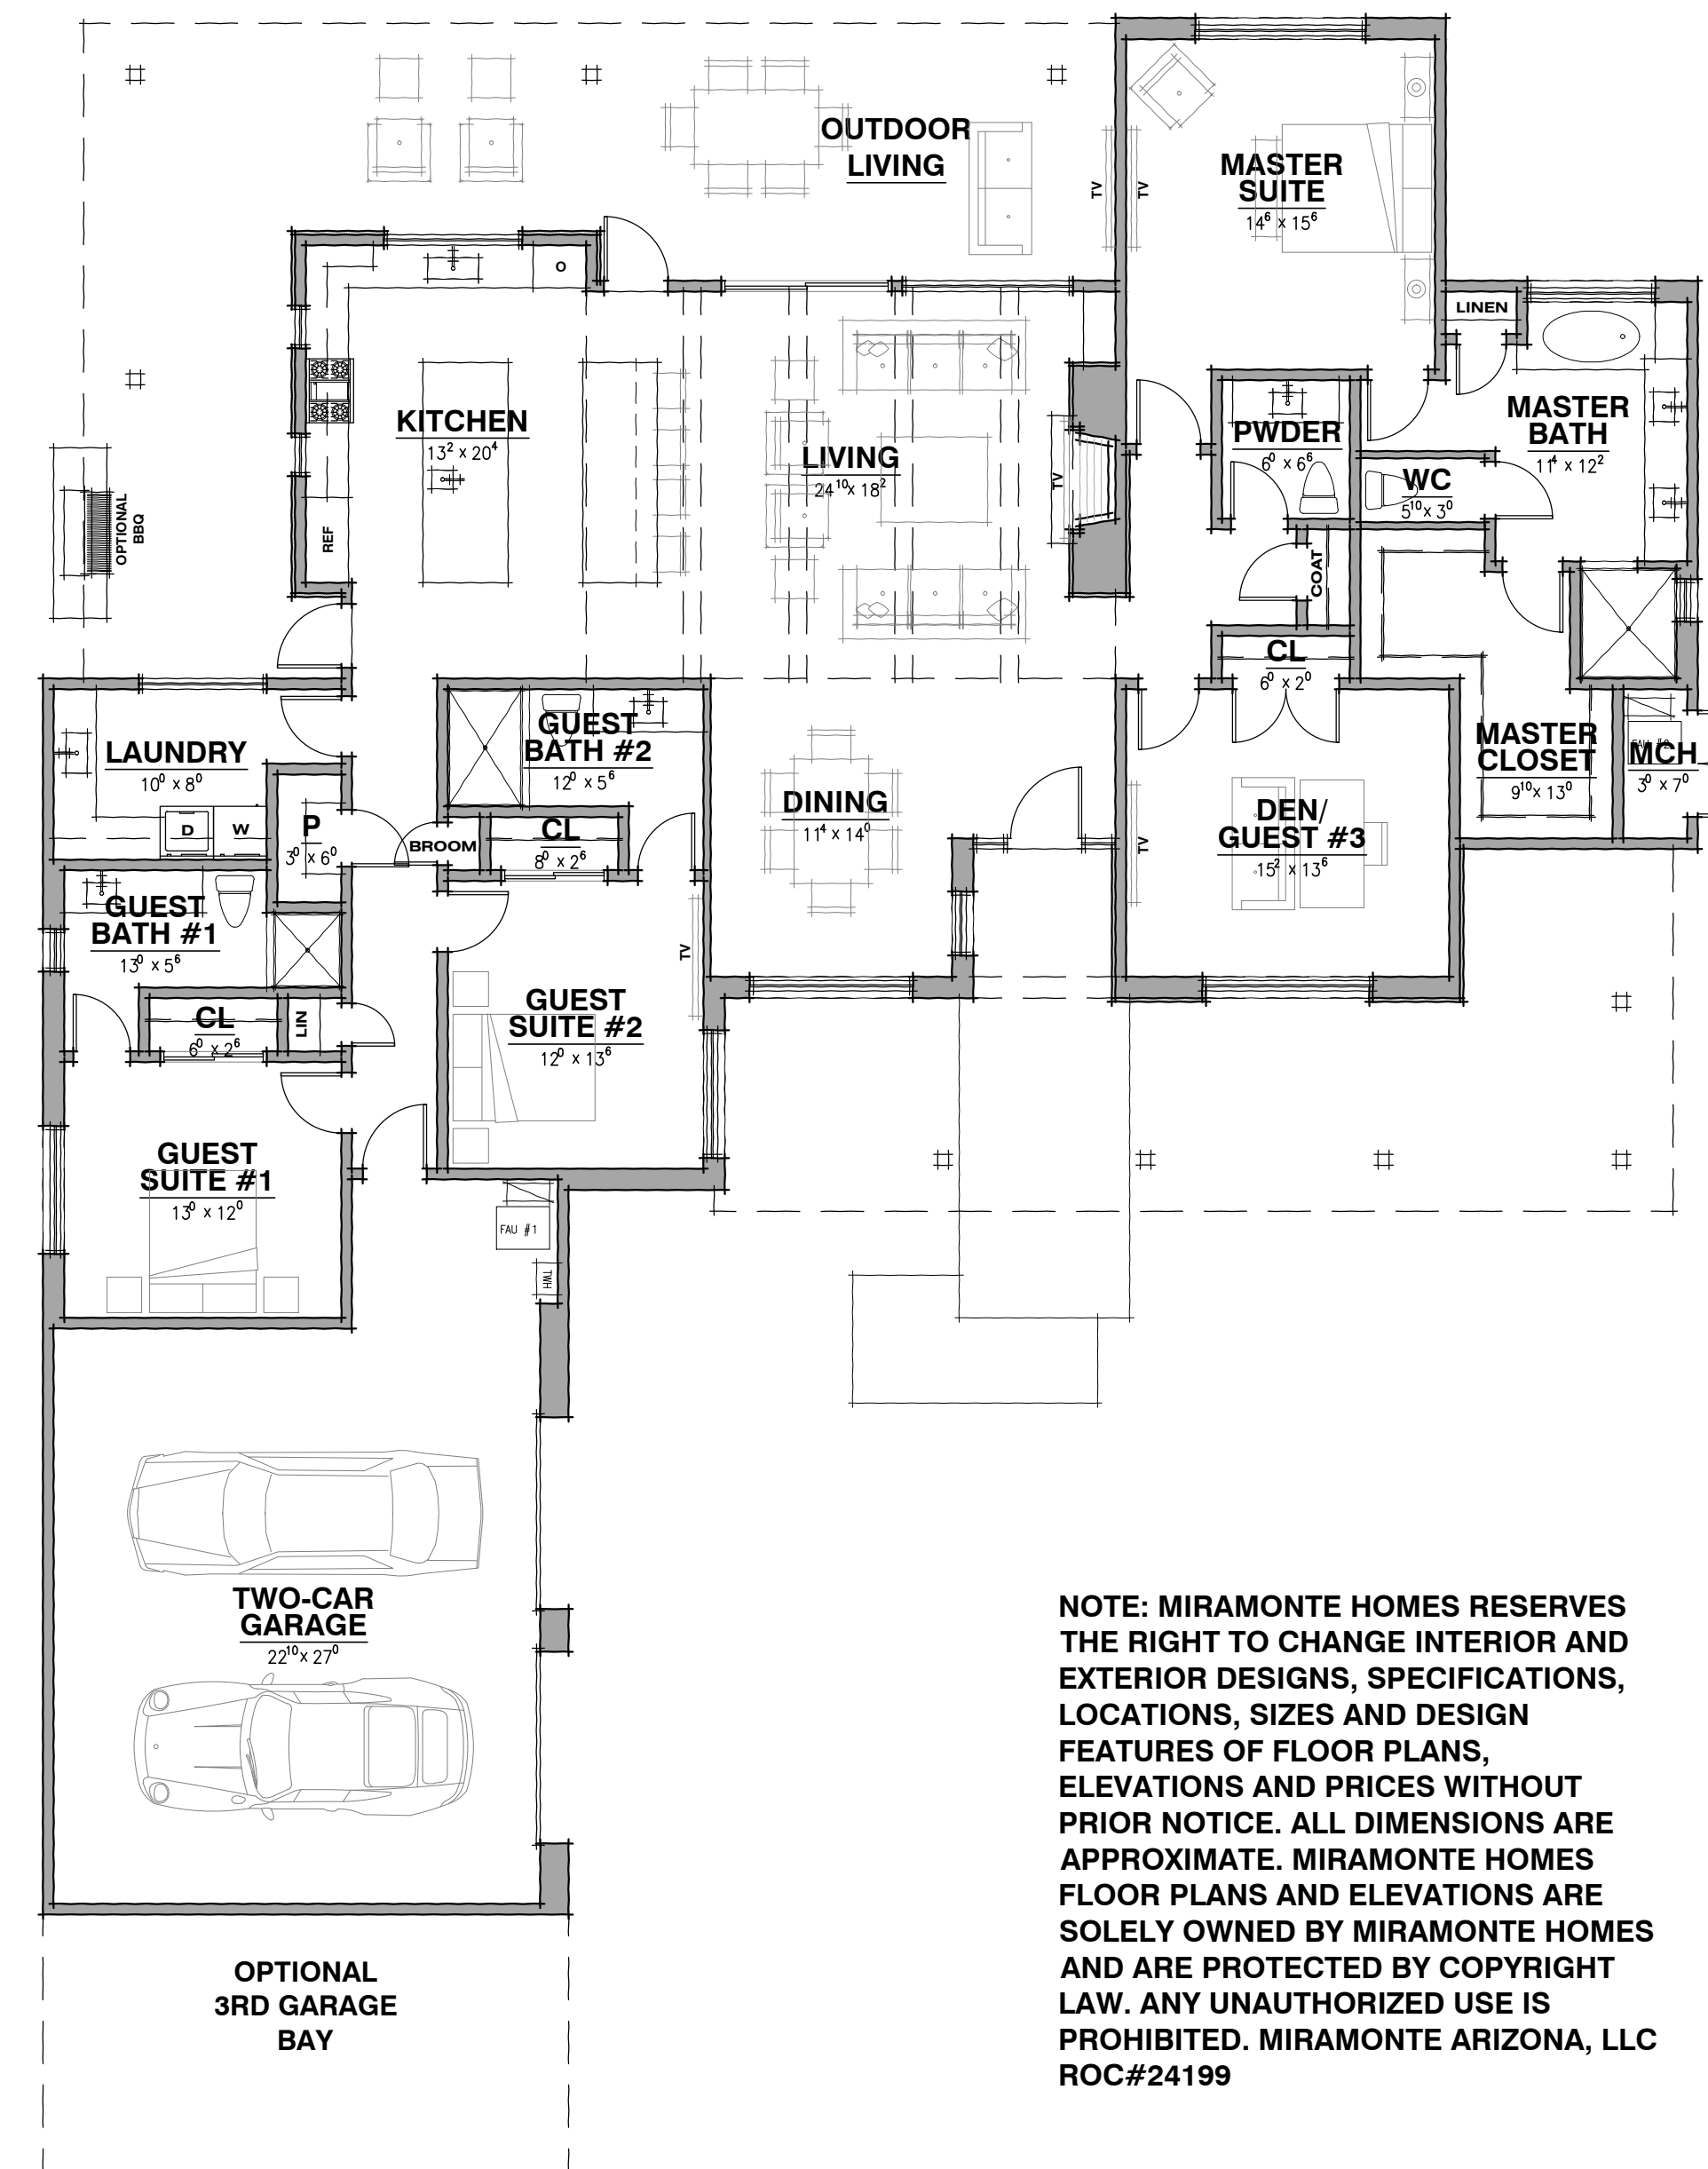 OUTDOOR
LIVING
TV
TV
MASTER
SUITE
14⁶ x 15⁶
O
LINEN
KITCHEN
13² x 20⁴
LIVING
24¹⁰ x 18²
TV
PWDER
6⁰ x 6⁶
MASTER
BATH
11⁴ x 12²
WC
5¹⁰ x 3⁰
OPTIONAL
BBQ
REF
COAT
CL
6⁰ x 2⁰
LAUNDRY
10⁰ x 8⁰
D
W
P
3⁰ x 6⁰
BROOM
GUEST
BATH #2
12⁰ x 5⁶
CL
8⁰ x 2⁶
DINING
11⁴ x 14⁰
TV
DEN/
GUEST #3
15² x 13⁶
MASTER
CLOSET
9¹⁰ x 13⁰
FAU #2
MCH
3⁰ x 7⁰
GUEST
BATH #1
13⁰ x 5⁶
TV
CL
6⁰ x 2⁶
LIN
GUEST
SUITE #2
12⁰ x 13⁶
GUEST
SUITE #1
13⁰ x 12⁰
FAU #1
TWH
TWO-CAR
GARAGE
22¹⁰ x 27⁰
OPTIONAL
3RD GARAGE
BAY
NOTE: MIRAMONTE HOMES RESERVES
THE RIGHT TO CHANGE INTERIOR AND
EXTERIOR DESIGNS, SPECIFICATIONS,
LOCATIONS, SIZES AND DESIGN
FEATURES OF FLOOR PLANS,
ELEVATIONS AND PRICES WITHOUT
PRIOR NOTICE. ALL DIMENSIONS ARE
APPROXIMATE. MIRAMONTE HOMES
FLOOR PLANS AND ELEVATIONS ARE
SOLELY OWNED BY MIRAMONTE HOMES
AND ARE PROTECTED BY COPYRIGHT
LAW. ANY UNAUTHORIZED USE IS
PROHIBITED. MIRAMONTE ARIZONA, LLC
ROC#24199